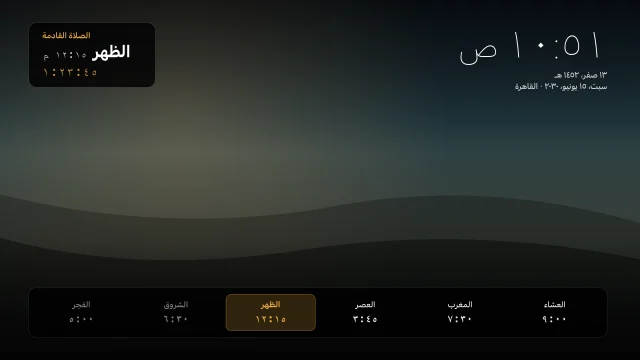 ١٠:٥١ ص
١٣ صفر، ١٤٥٢ هـ
سبت، ١٥ يونيو، ٢٠٣٠ · القاهرة
الصلاة القادمة
الظهر ١٢:١٥ م
١:٢٣:٤٥
العشاء
٩:٠٠
المغرب
٧:٣٠
العصر
٣:٤٥
الظهر
١٢:١٥
الشروق
٦:٣٠
الفجر
٥:٠٠